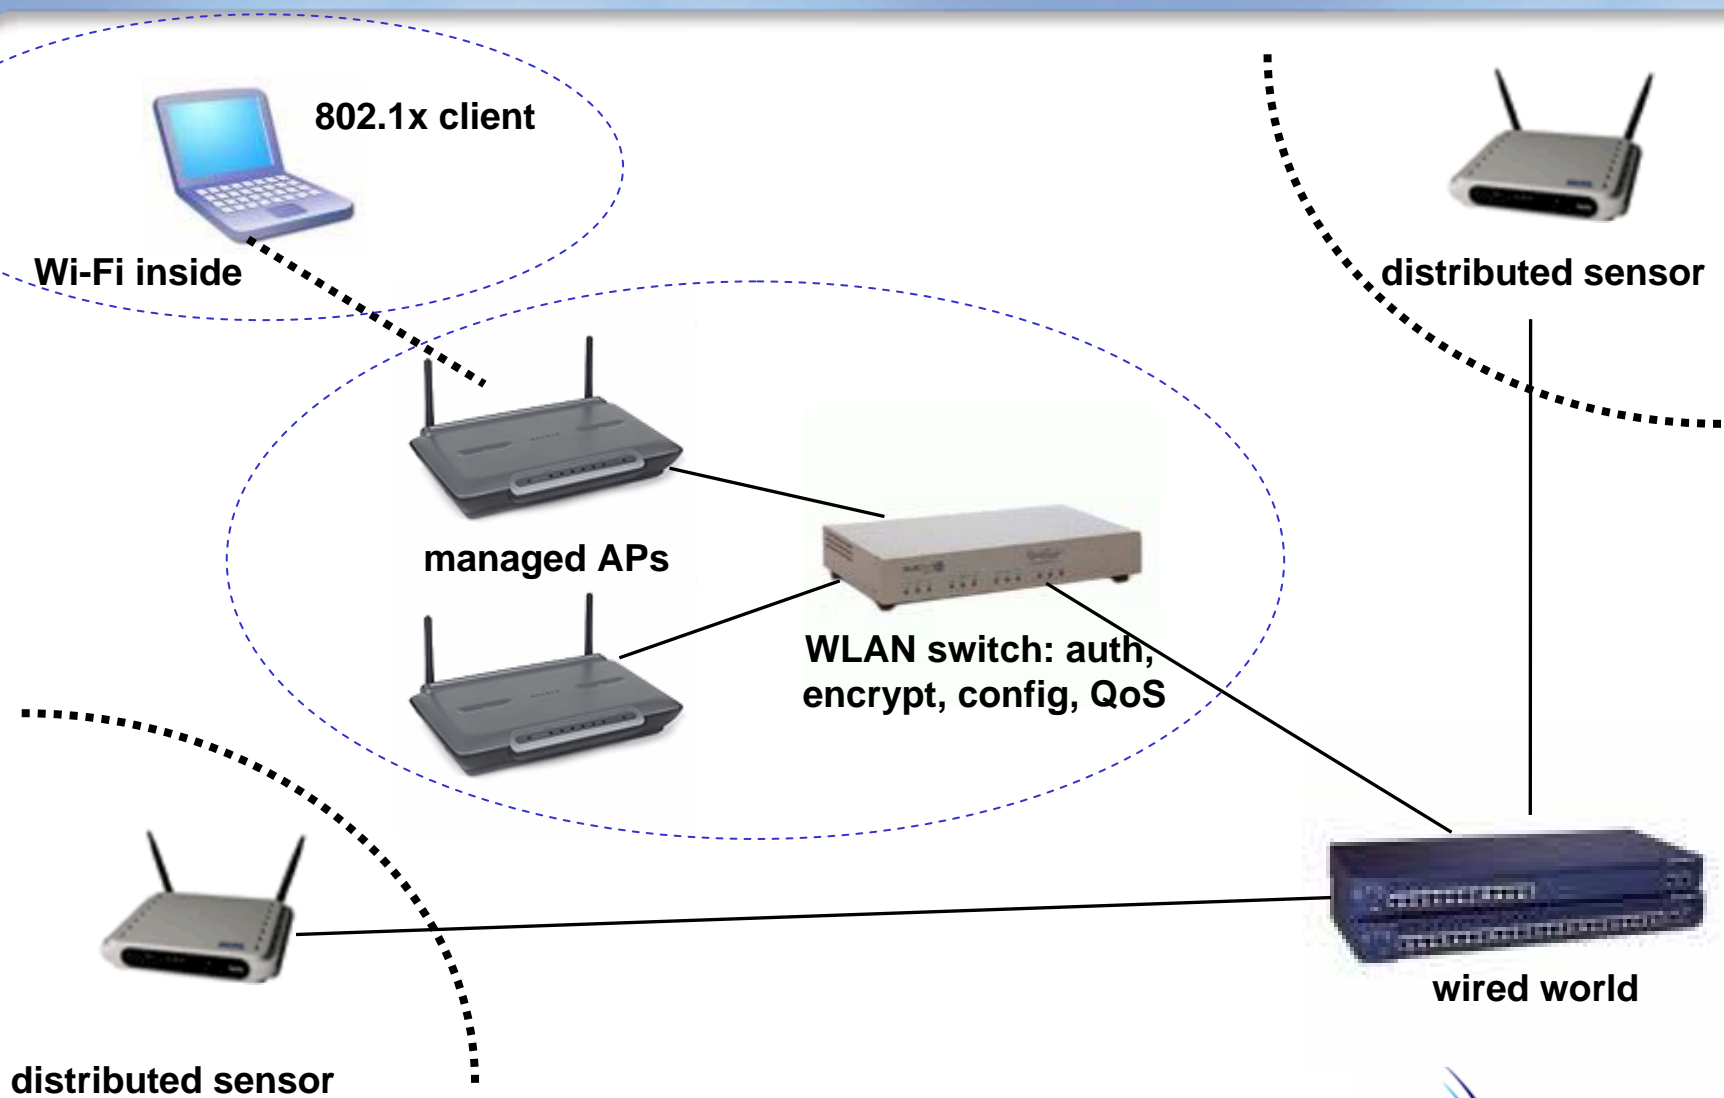 802.1x client
Wi-Fi inside
distributed sensor
managed APs
WLAN switch: auth,
encrypt, config, QoS
wired world
distributed sensor